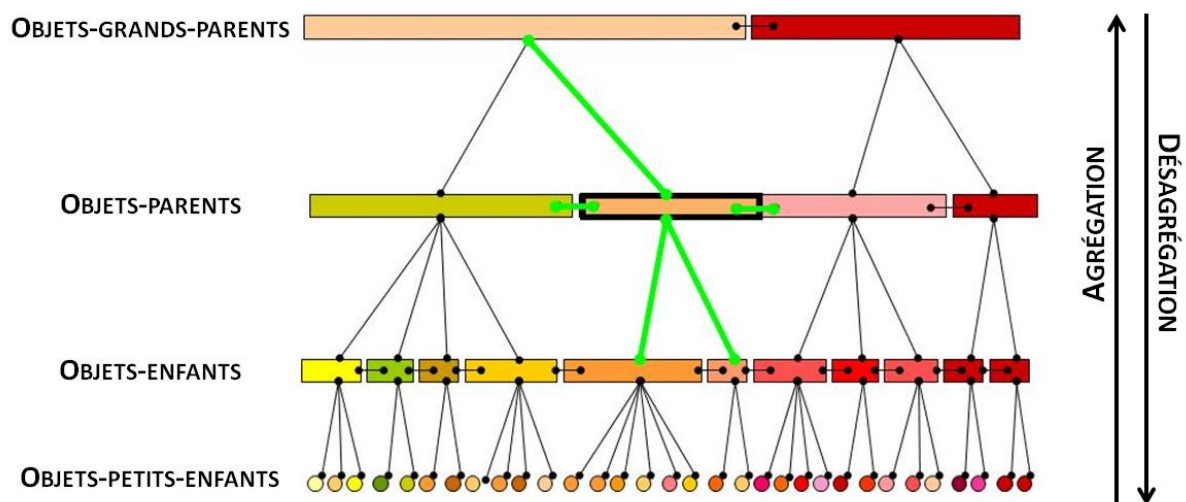 OBJETS-GRANDS-PARENTS
OBJETS-PARENTS
OBJETS-ENFANTS
OBJETS-PETITS-ENFANTS
AGRÉGATION
DÉSAGRÉGATION